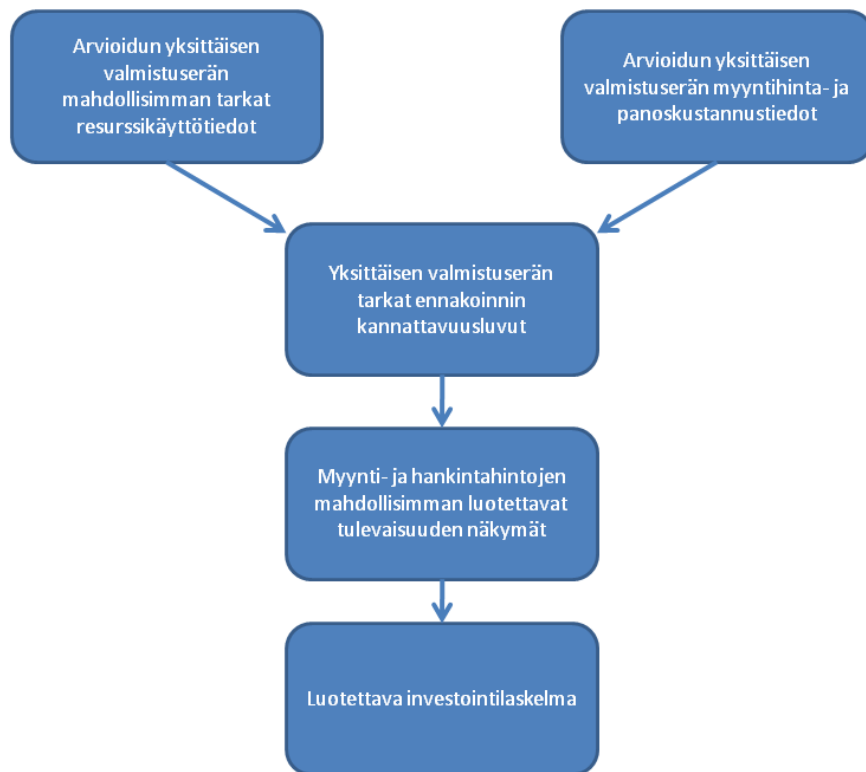 Arvioidun yksittäisen
valmistuserän
mahdollisimman tarkat
resurssikäyttötiedot
Arvioidun yksittäisen
valmistuserän myyntihinta- ja
panoskustannustiedot
Yksittäisen valmistuserän
tarkat ennakoinnin
kannattavuusluvut
Myynti- ja hankintahintojen
mahdollisimman luotettavat
tulevaisuuden näkymät
Luotettava investointilaskelma